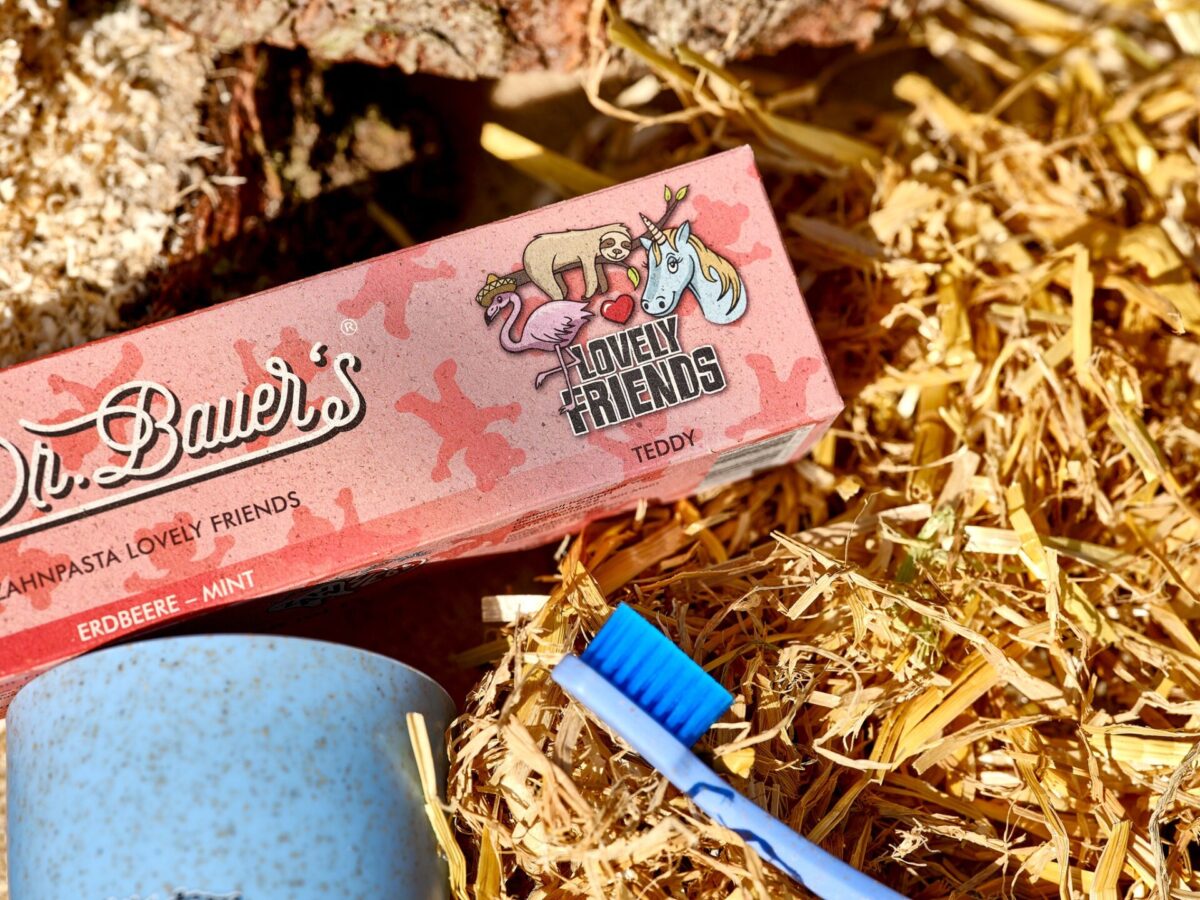 Dr. Bauer's®
ZAHNPASTA LOVELY FRIENDS
ERDBEERE – MINT
LOVELY
FRIENDS
TEDDY